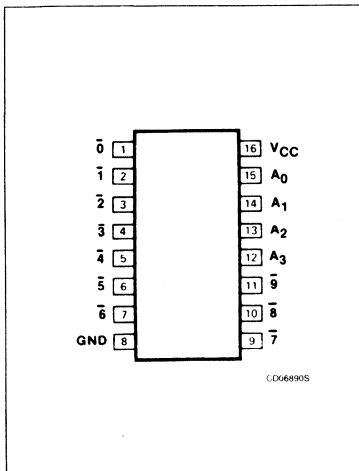 0̅ 1 16 VCC
1̅ 2 15 A0
2̅ 3 14 A1
3̅ 4 13 A2
4̅ 5 12 A3
5̅ 6 11 9̅
6̅ 7 10 8̅
GND 8 9 7̅
CD06890S